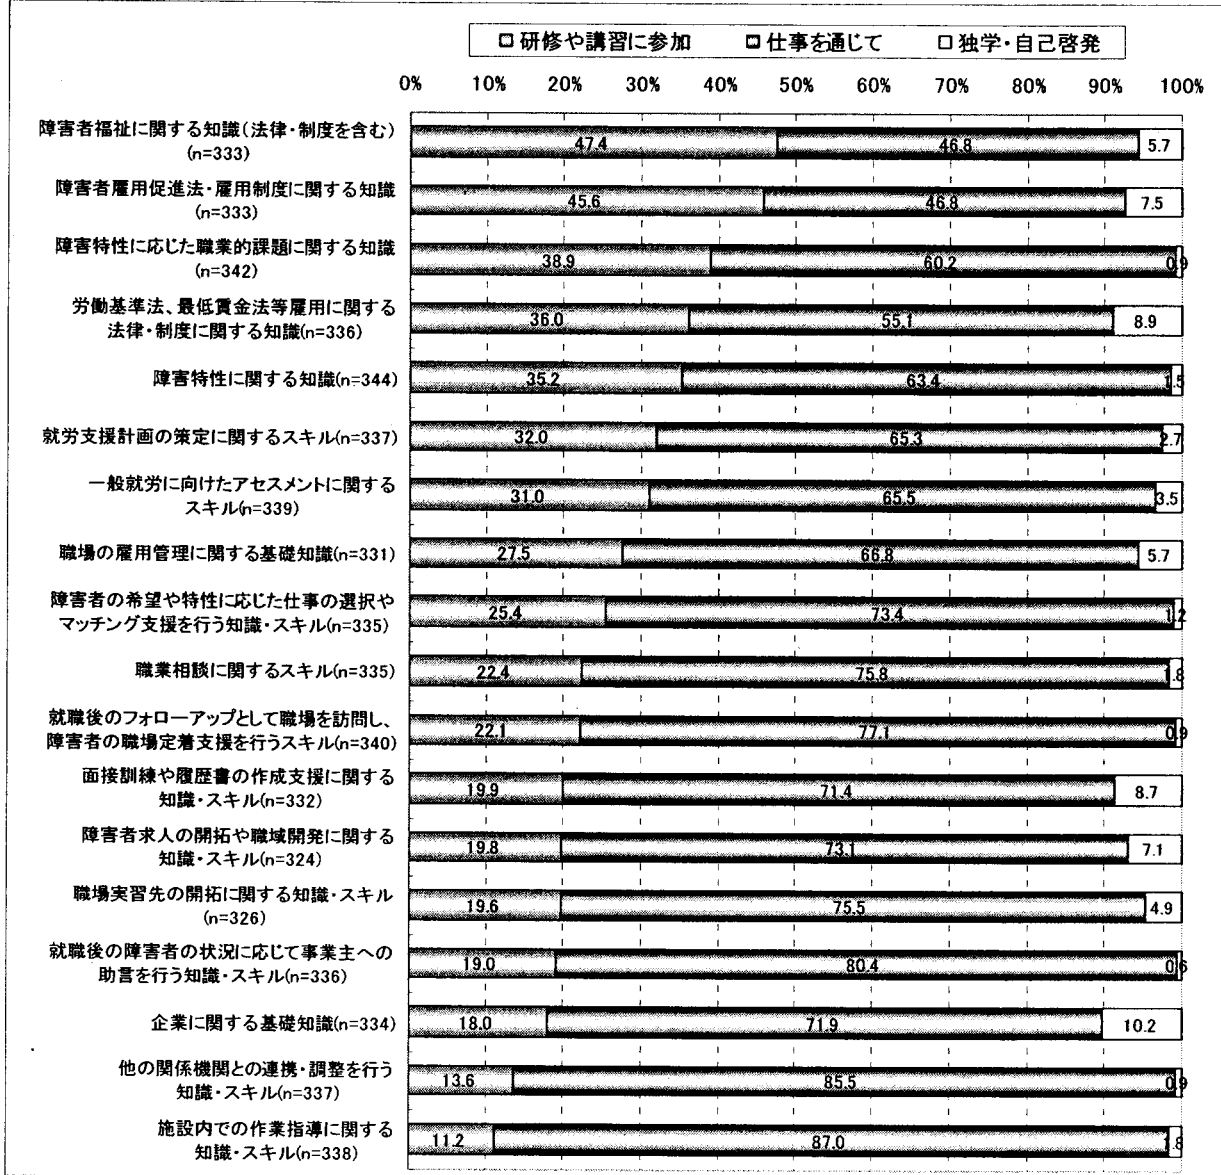 研修や講習に参加 仕事を通じて 独学・自己啓発
0% 10% 20% 30% 40% 50% 60% 70% 80% 90% 100%
障害者福祉に関する知識(法律・制度を含む)
(n=333)
47.4 46.8 5.7
障害者雇用促進法・雇用制度に関する知識
(n=333)
45.6 46.8 7.5
障害特性に応じた職業的課題に関する知識
(n=342)
38.9 60.2 0.9
労働基準法、最低賃金法等雇用に関する
法律・制度に関する知識(n=336)
36.0 55.1 8.9
障害特性に関する知識(n=344)
35.2 63.4 1.5
就労支援計画の策定に関するスキル(n=337)
32.0 65.3 2.7
一般就労に向けたアセスメントに関する
スキル(n=339)
31.0 65.5 3.5
職場の雇用管理に関する基礎知識(n=331)
27.5 66.8 5.7
障害者の希望や特性に応じた仕事の選択や
マッチング支援を行う知識・スキル(n=335)
25.4 73.4 1.2
職業相談に関するスキル(n=335)
22.4 75.8 1.8
就職後のフォローアップとして職場を訪問し、
障害者の職場定着支援を行うスキル(n=340)
22.1 77.1 0.9
面接訓練や履歴書の作成支援に関する
知識・スキル(n=332)
19.9 71.4 8.7
障害者求人の開拓や職域開発に関する
知識・スキル(n=324)
19.8 73.1 7.1
職場実習先の開拓に関する知識・スキル
(n=326)
19.6 75.5 4.9
就職後の障害者の状況に応じて事業主への
助言を行う知識・スキル(n=336)
19.0 80.4 0.6
企業に関する基礎知識(n=334)
18.0 71.9 10.2
他の関係機関との連携・調整を行う
知識・スキル(n=337)
13.6 85.5 0.9
施設内での作業指導に関する
知識・スキル(n=338)
11.2 87.0 1.8